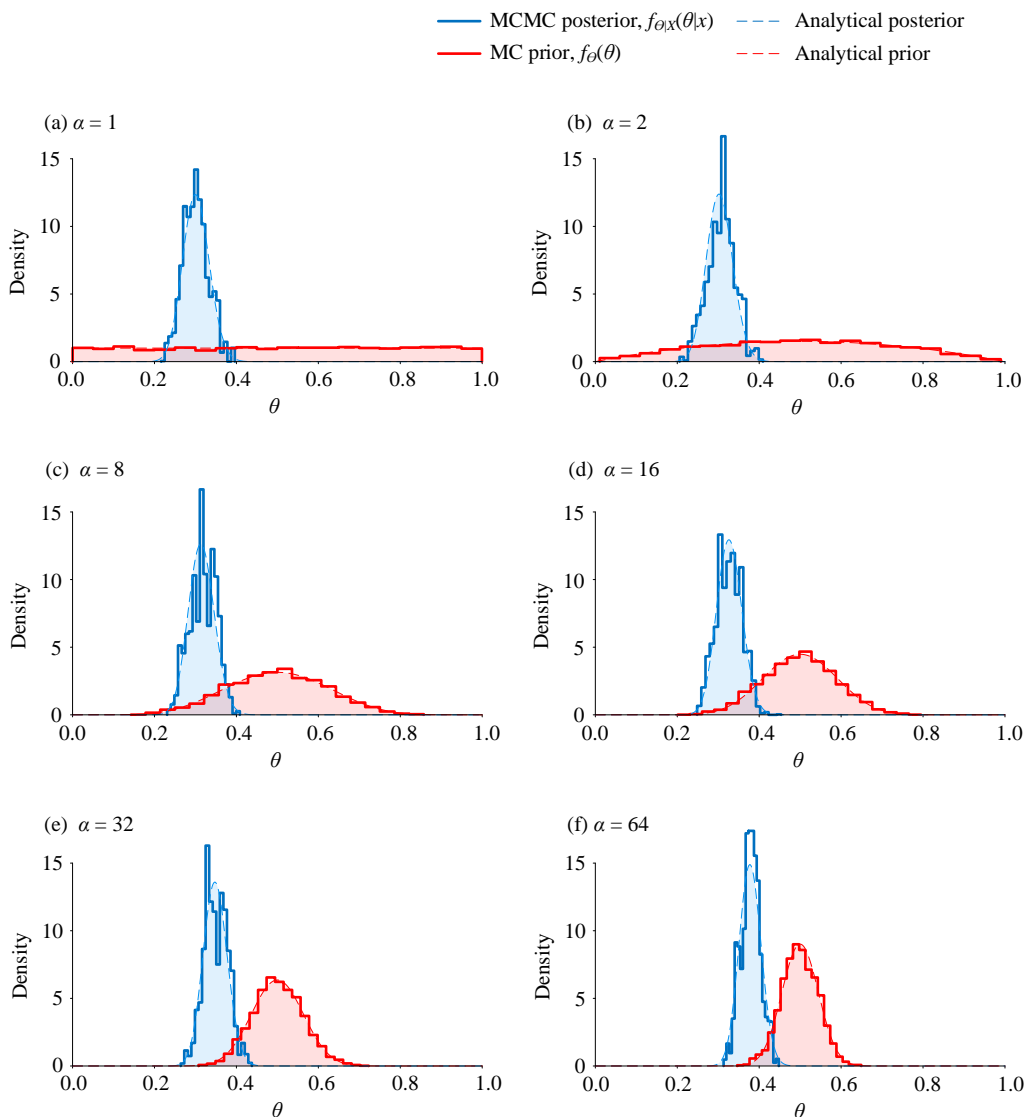 MCMC posterior, fΘ|X(θ|x)
Analytical posterior
MC prior, fΘ(θ)
Analytical prior
(a) α = 1
(b) α = 2
15
10
5
0
Density
0.0 0.2 0.4 0.6 0.8 1.0
θ
15
10
5
0
Density
0.0 0.2 0.4 0.6 0.8 1.0
θ
(c) α = 8
(d) α = 16
15
10
5
0
Density
0.0 0.2 0.4 0.6 0.8 1.0
θ
15
10
5
0
Density
0.0 0.2 0.4 0.6 0.8 1.0
θ
(e) α = 32
(f) α = 64
15
10
5
0
Density
0.0 0.2 0.4 0.6 0.8 1.0
θ
15
10
5
0
Density
0.0 0.2 0.4 0.6 0.8 1.0
θ